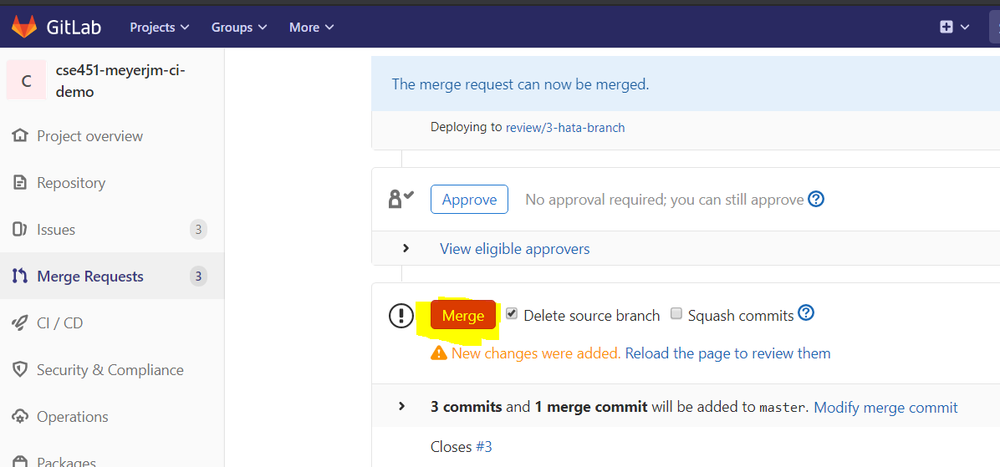 GitLab Projects Groups More
C cse451-meyerjm-ci-
demo
Project overview
Repository
Issues 3
Merge Requests 3
CI / CD
Security & Compliance
Operations
Packages
The merge request can now be merged.
Deploying to review/3-hata-branch
Approve No approval required; you can still approve ?
View eligible approvers
! Merge Delete source branch Squash commits ?
New changes were added. Reload the page to review them
3 commits and 1 merge commit will be added to master. Modify merge commit
Closes #3